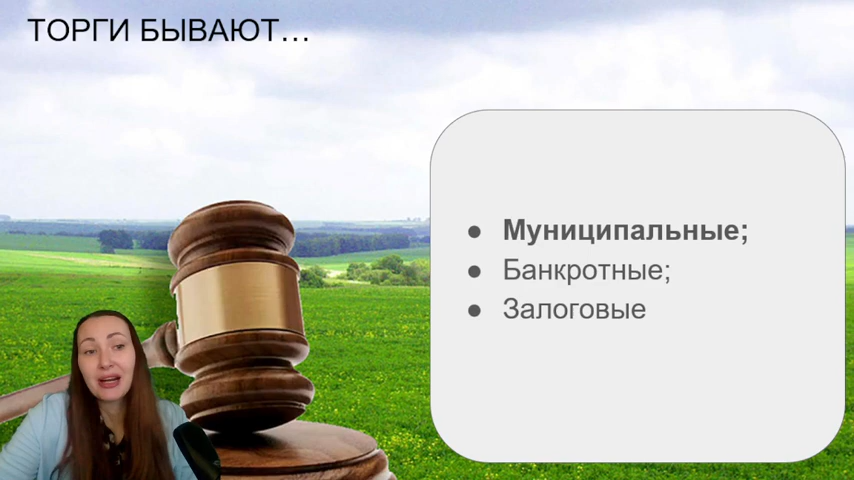 ТОРГИ БЫВАЮТ...
● Муниципальные;
● Банкротные;
● Залоговые